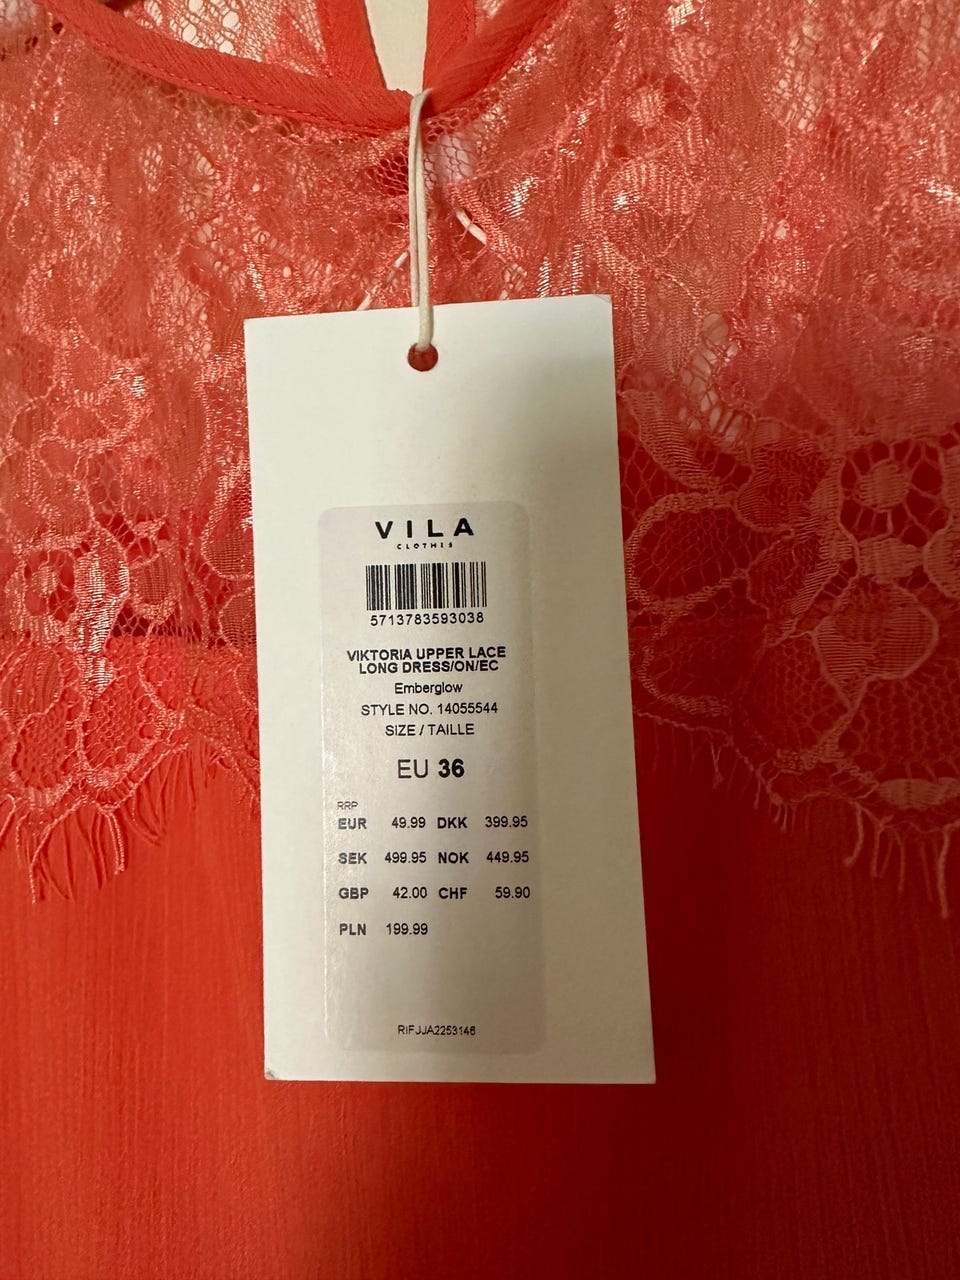 VILA
CLOTHES
5713783593038
VIKTORIA UPPER LACE
LONG DRESS/ON/EC
Emberglow
STYLE NO. 14055544
SIZE / TAILLE
EU 36
RRP
EUR 49.99 DKK 399.95
SEK 499.95 NOK 449.95
GBP 42.00 CHF 59.90
PLN 199.99
RIFJJA2253146